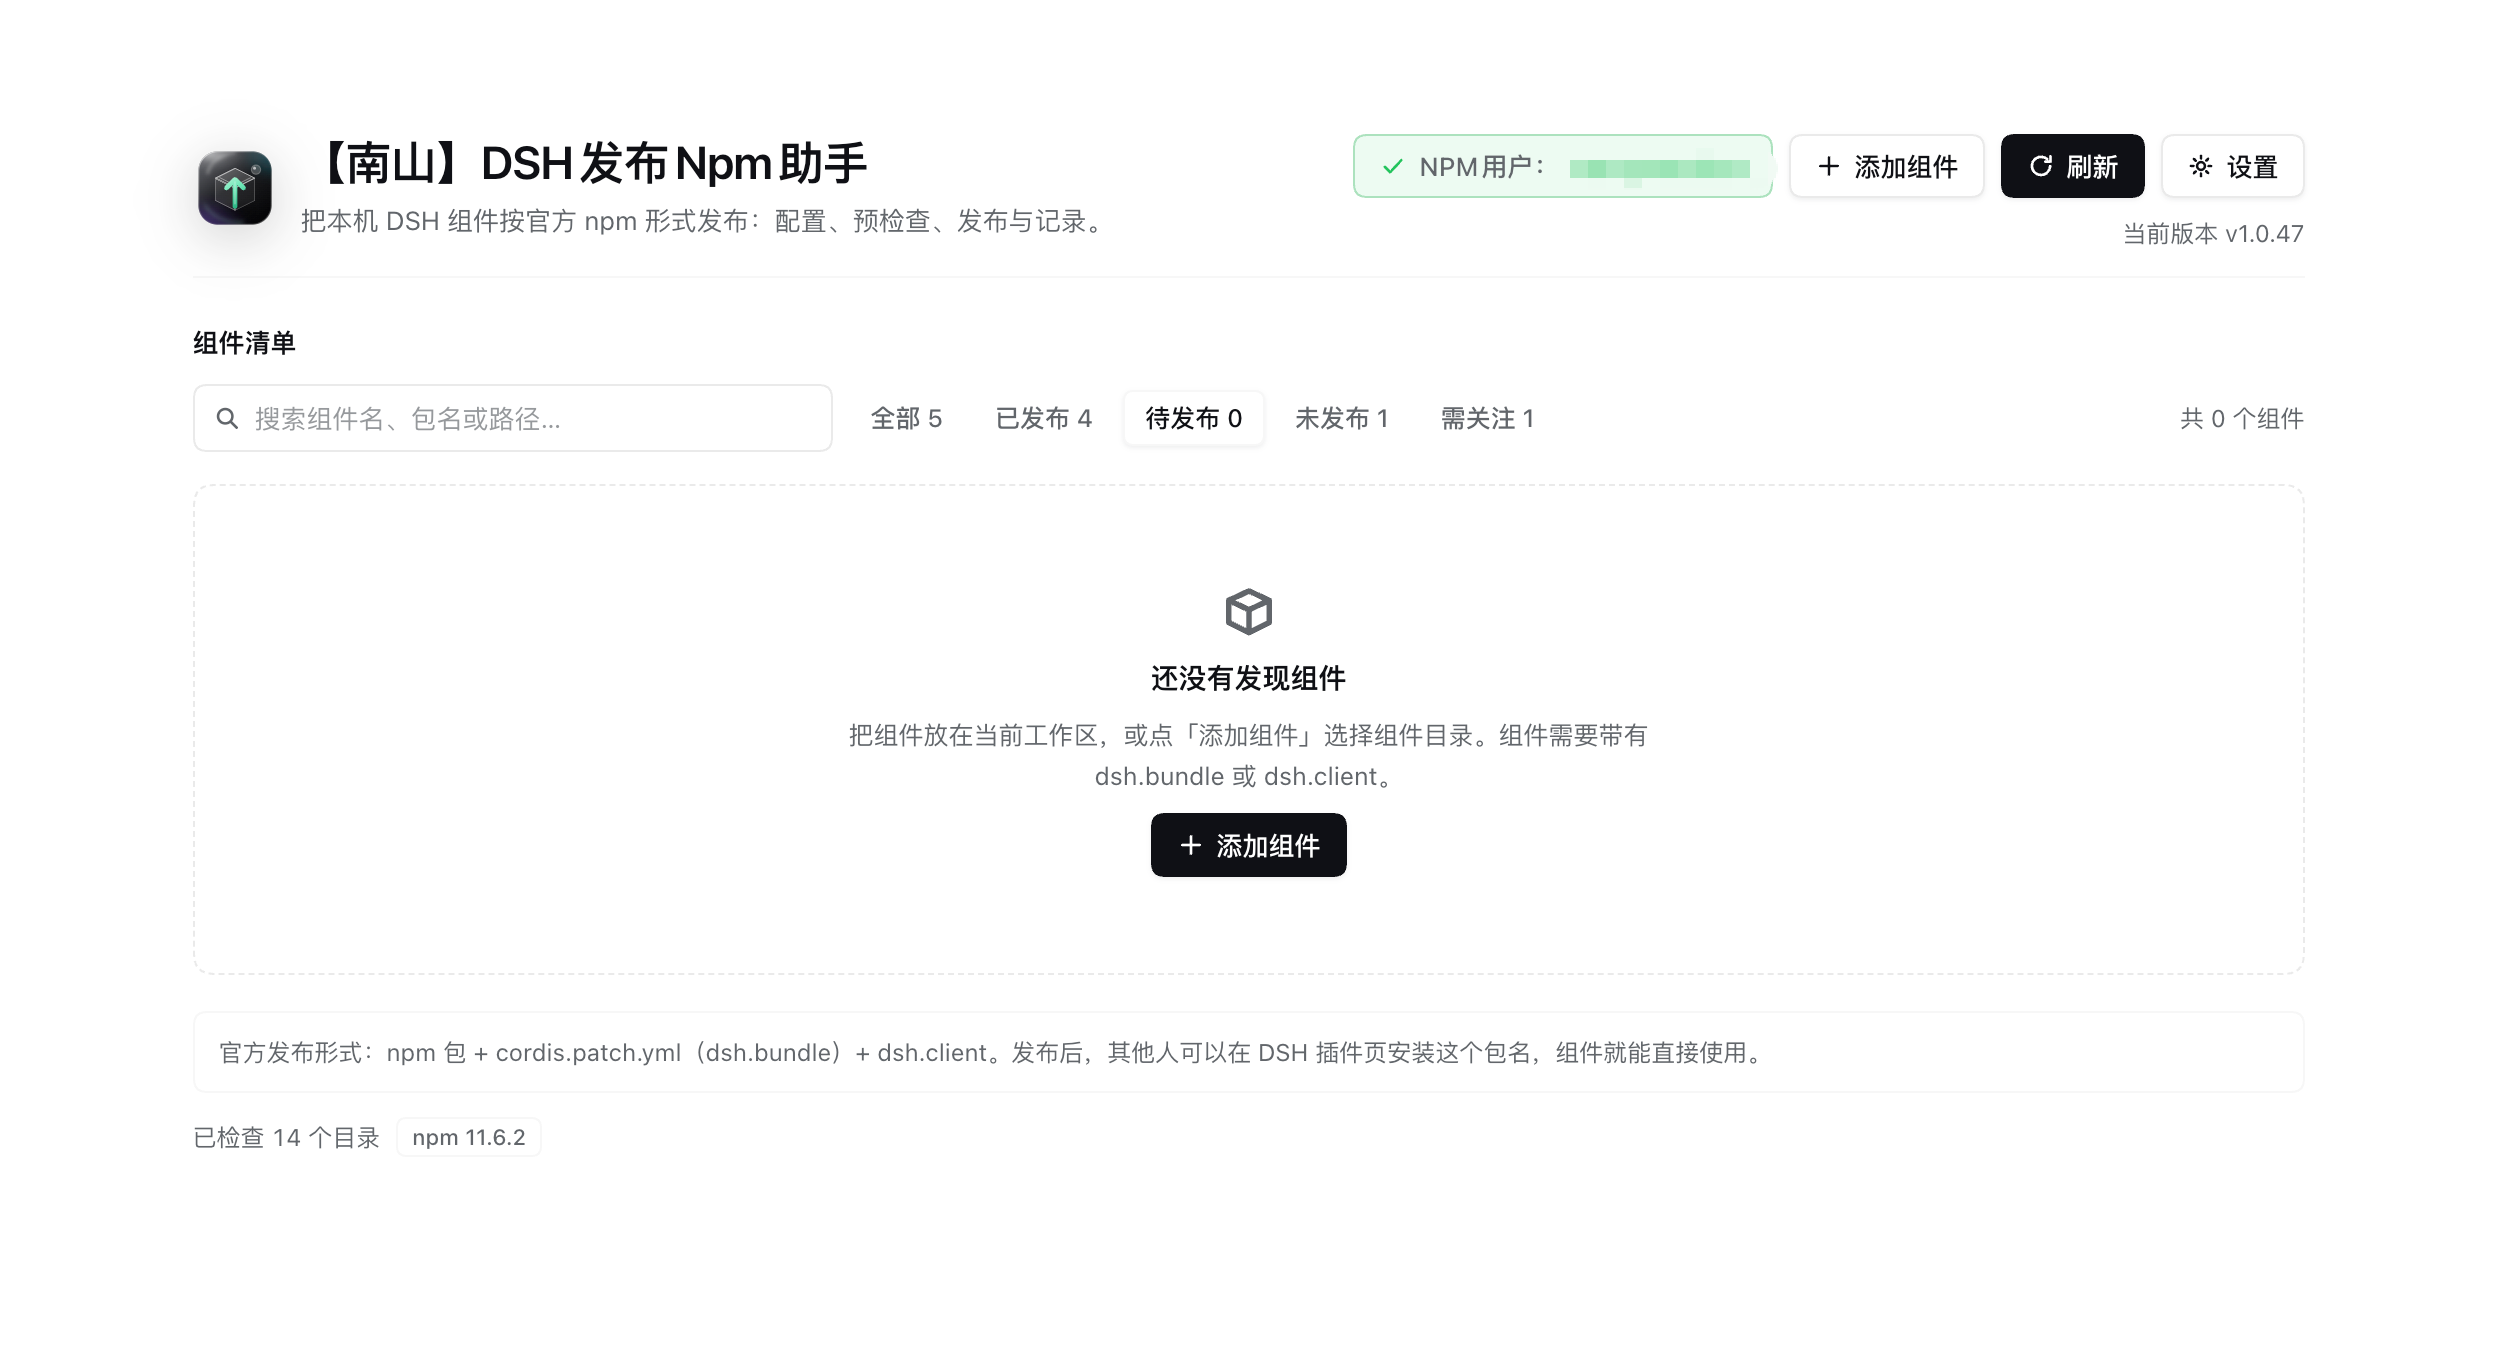 【南山】DSH 发布 Npm 助手
把本机 DSH 组件按官方 npm 形式发布：配置、预检查、发布与记录。
NPM 用户：
添加组件
刷新
设置
当前版本 v1.0.47
组件清单
搜索组件名、包名或路径...
全部 5
已发布 4
待发布 0
未发布 1
需关注 1
共 0 个组件
还没有发现组件
把组件放在当前工作区，或点「添加组件」选择组件目录。组件需要带有
dsh.bundle 或 dsh.client。
添加组件
官方发布形式：npm 包 + cordis.patch.yml（dsh.bundle）+ dsh.client。发布后，其他人可以在 DSH 插件页安装这个包名，组件就能直接使用。
已检查 14 个目录
npm 11.6.2